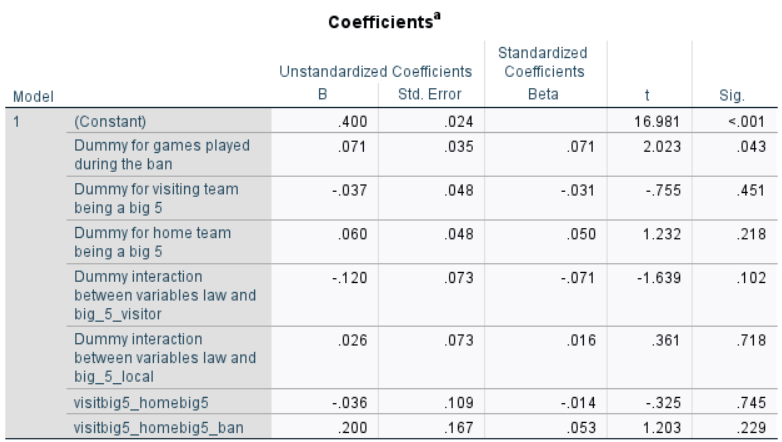 Coefficientsa
Standardized
Unstandardized Coefficients Coefficients
Model B Std. Error Beta t Sig.
1 (Constant) .400 .024 16.981 <.001
Dummy for games played .071 .035 .071 2.023 .043
during the ban
Dummy for visiting team -.037 .048 -.031 -.755 .451
being a big 5
Dummy for home team .060 .048 .050 1.232 .218
being a big 5
Dummy interaction -.120 .073 -.071 -1.639 .102
between variables law and
big_5_visitor
Dummy interaction .026 .073 .016 .361 .718
between variables law and
big_5_local
visitbig5_homebig5 -.036 .109 -.014 -.325 .745
visitbig5_homebig5_ban .200 .167 .053 1.203 .229